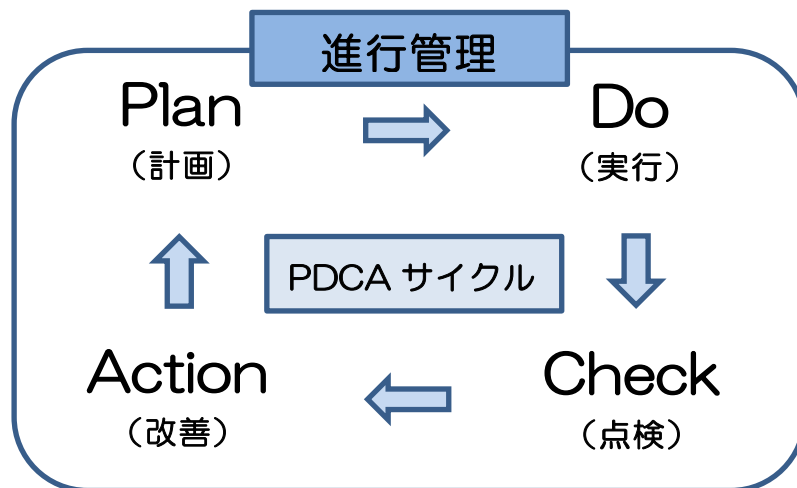 進行管理
Plan
（計画）
Do
（実行）
PDCA サイクル
Action
（改善）
Check
（点検）